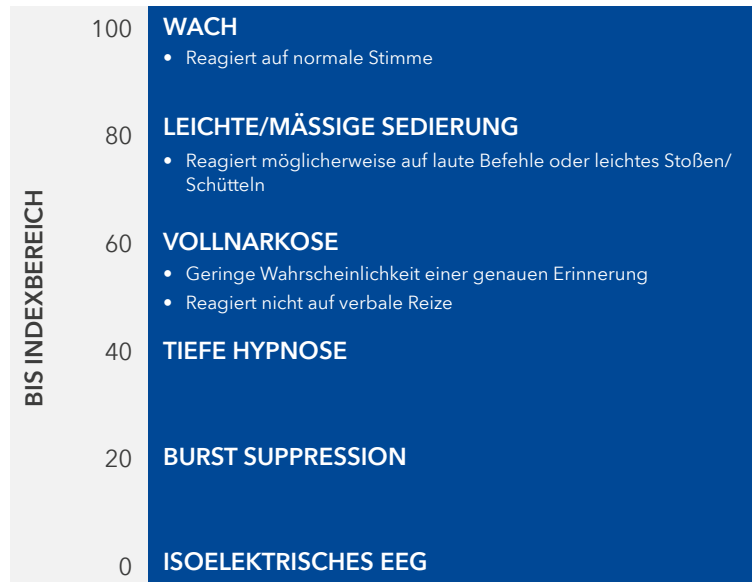 BIS INDEXBEREICH
100 WACH
• Reagiert auf normale Stimme
80 LEICHTE/MÄSSIGE SEDIERUNG
• Reagiert möglicherweise auf laute Befehle oder leichtes Stoßen/
Schütteln
60 VOLLNARKOSE
• Geringe Wahrscheinlichkeit einer genauen Erinnerung
• Reagiert nicht auf verbale Reize
40 TIEFE HYPNOSE
20 BURST SUPPRESSION
0 ISOELEKTRISCHES EEG